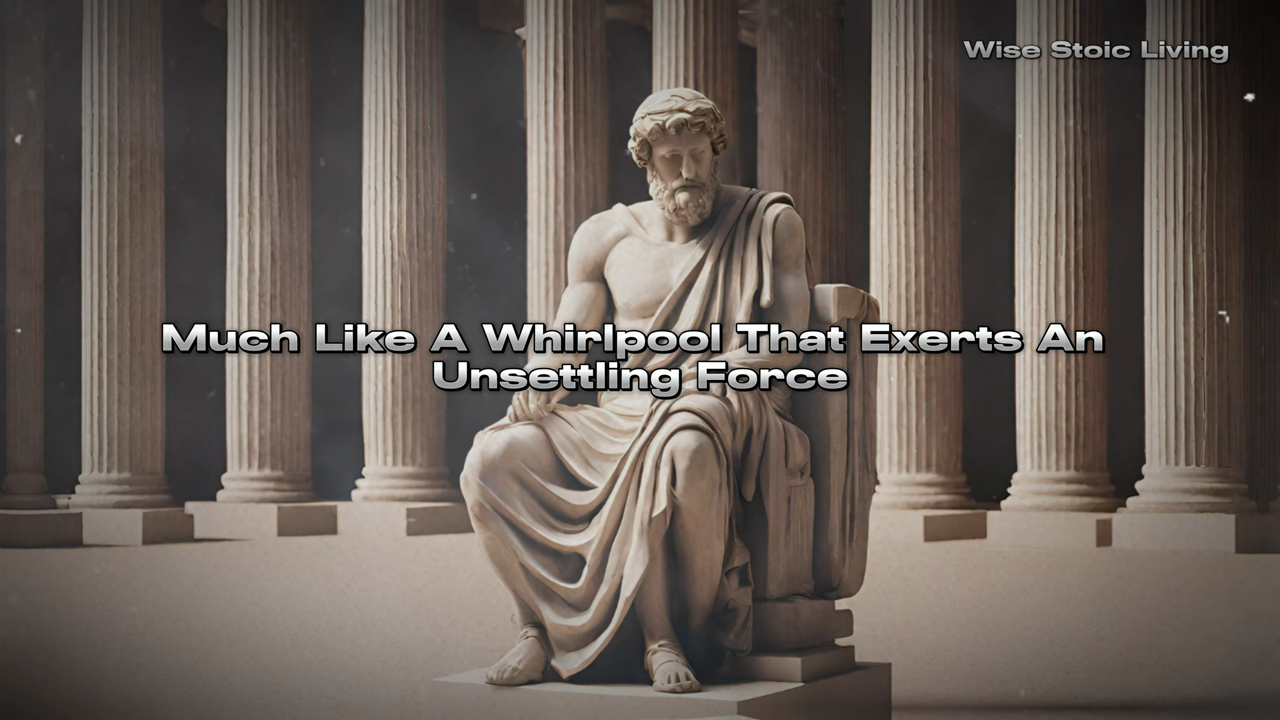 Wise Stoic Living
Much Like A Whirlpool That Exerts An
Unsettling Force